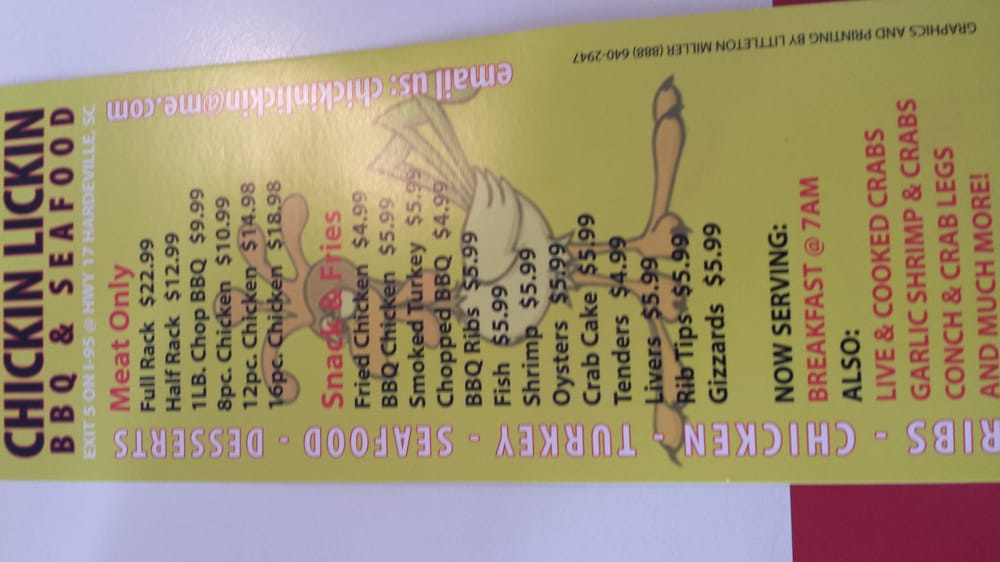 CHICKIN LICKIN
BBQ & SEAFOOD
EXIT 5 ON I-95 @ HWY 17 HARDEVILLE, SC
Meat Only
Full Rack $22.99
Half Rack $12.99
1LB. Chop BBQ $9.99
8pc. Chicken $10.99
12pc. Chicken $14.98
16pc. Chicken $18.98
Snack & Fries
Fried Chicken $4.99
BBQ Chicken $5.99
Smoked Turkey $5.99
Chopped BBQ $4.99
BBQ Ribs $5.99
Fish $5.99
Shrimp $5.99
Oysters $5.99
Crab Cake $5.99
Tenders $4.99
Livers $5.99
Rib Tips $5.99
Gizzards $5.99
NOW SERVING:
BREAKFAST @ 7AM
ALSO:
LIVE & COOKED CRABS
GARLIC SHRIMP & CRABS
CONCH & CRAB LEGS
AND MUCH MORE!
RIBS - CHICKEN - TURKEY - SEAFOOD - DESSERTS
email us: chickinlickin@me.com
GRAPHICS AND PRINTING BY LITTLETON MILLER (888) 640-2947